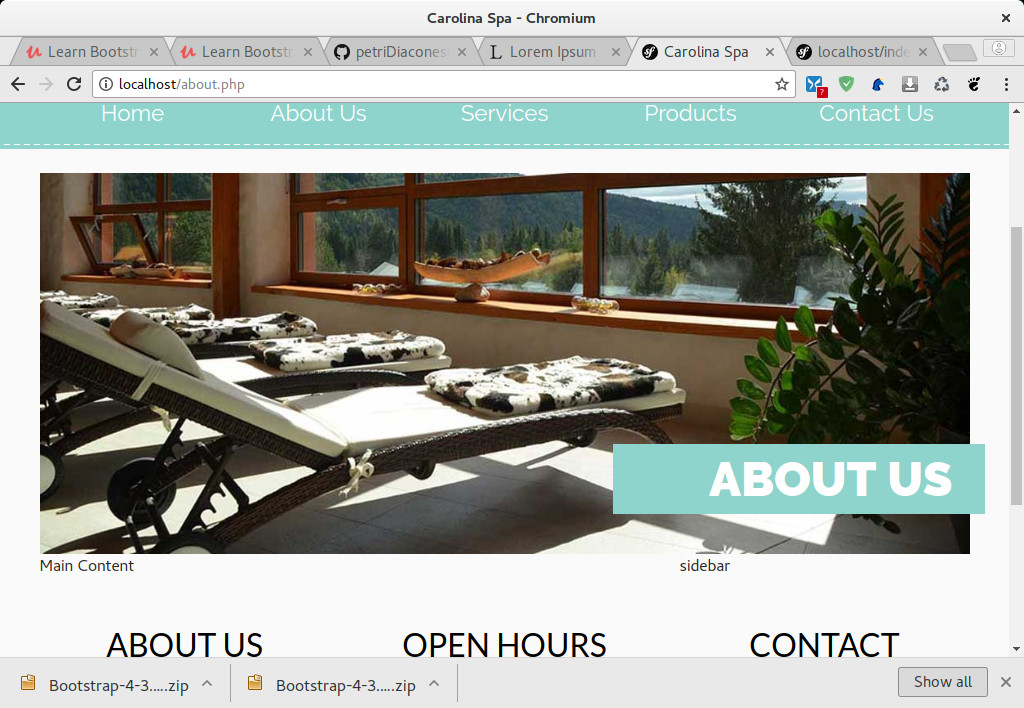 Carolina Spa - Chromium
Learn Bootstr
Learn Bootstr
petriDiacones
Lorem Ipsum
Carolina Spa
localhost/inde
localhost/about.php
?
Home About Us Services Products Contact Us
ABOUT US
Main Content sidebar
ABOUT US OPEN HOURS CONTACT
Bootstrap-4-3.....zip Bootstrap-4-3.....zip Show all